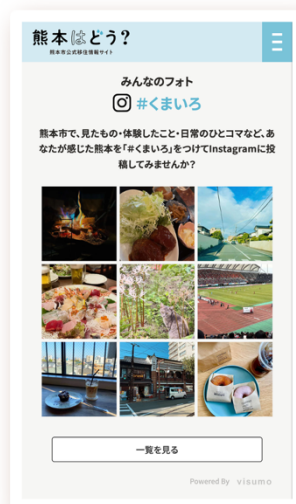 熊本はどう?
熊本市公式移住情報サイト
みんなのフォト
#くまいろ
熊本市で、見たもの・体験したこと・日常のひとコマなど、あ
なたが感じた熊本を「#くまいろ」をつけてInstagramに投
稿してみませんか?
一覧を見る
Powered By visumo